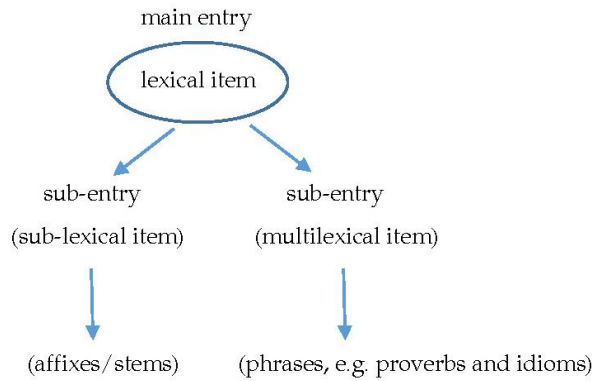 main entry
lexical item
sub-entry
(sub-lexical item)
sub-entry
(multilexical item)
(affixes/stems)
(phrases, e.g. proverbs and idioms)